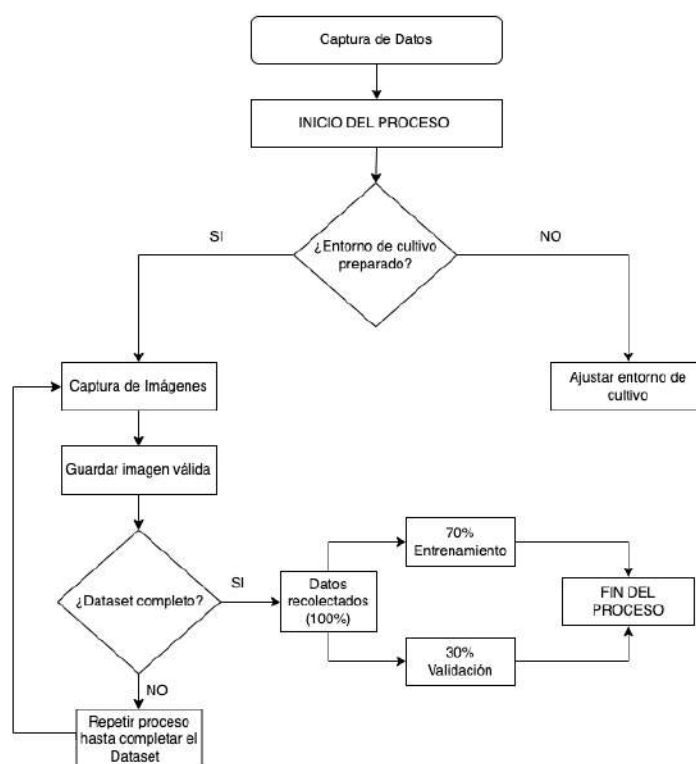 Captura de Datos
INICIO DEL PROCESO
¿Entorno de cultivo
preparado?
SI
NO
Captura de Imágenes
Ajustar entorno de
cultivo
Guardar imagen válida
¿Dataset completo?
SI
Datos
recolectados
(100%)
70%
Entrenamiento
30%
Validación
FIN DEL
PROCESO
NO
Repetir proceso
hasta completar el
Dataset